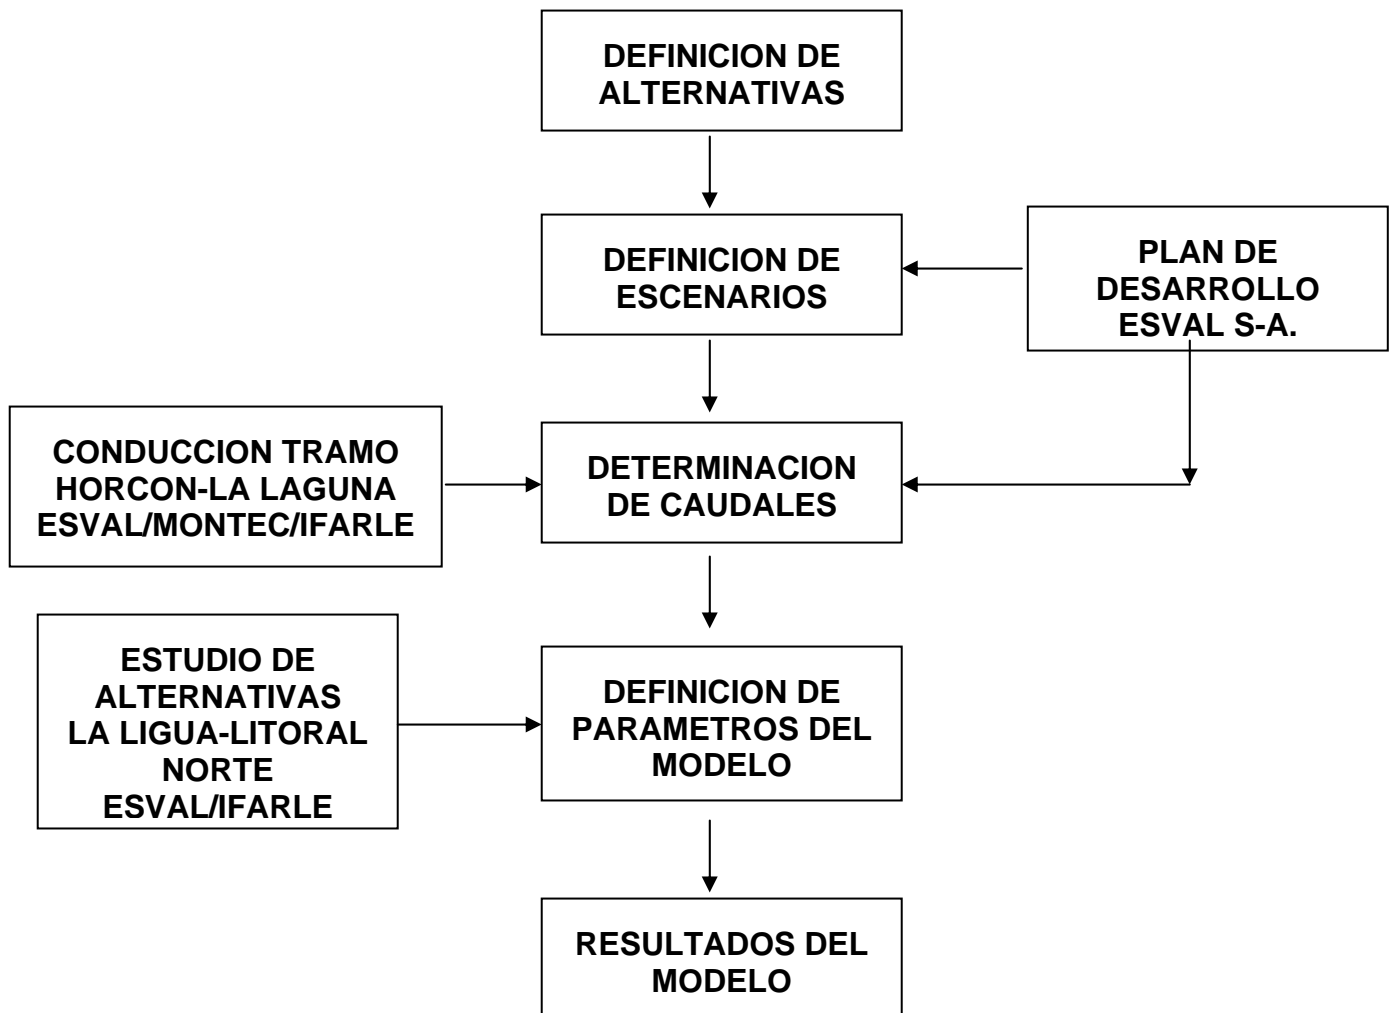 DEFINICION DE
ALTERNATIVAS
DEFINICION DE
ESCENARIOS
PLAN DE
DESARROLLO
ESVAL S-A.
CONDUCCION TRAMO
HORCON-LA LAGUNA
ESVAL/MONTEC/IFARLE
DETERMINACION
DE CAUDALES
ESTUDIO DE
ALTERNATIVAS
LA LIGUA-LITORAL
NORTE
ESVAL/IFARLE
DEFINICION DE
PARAMETROS DEL
MODELO
RESULTADOS DEL
MODELO